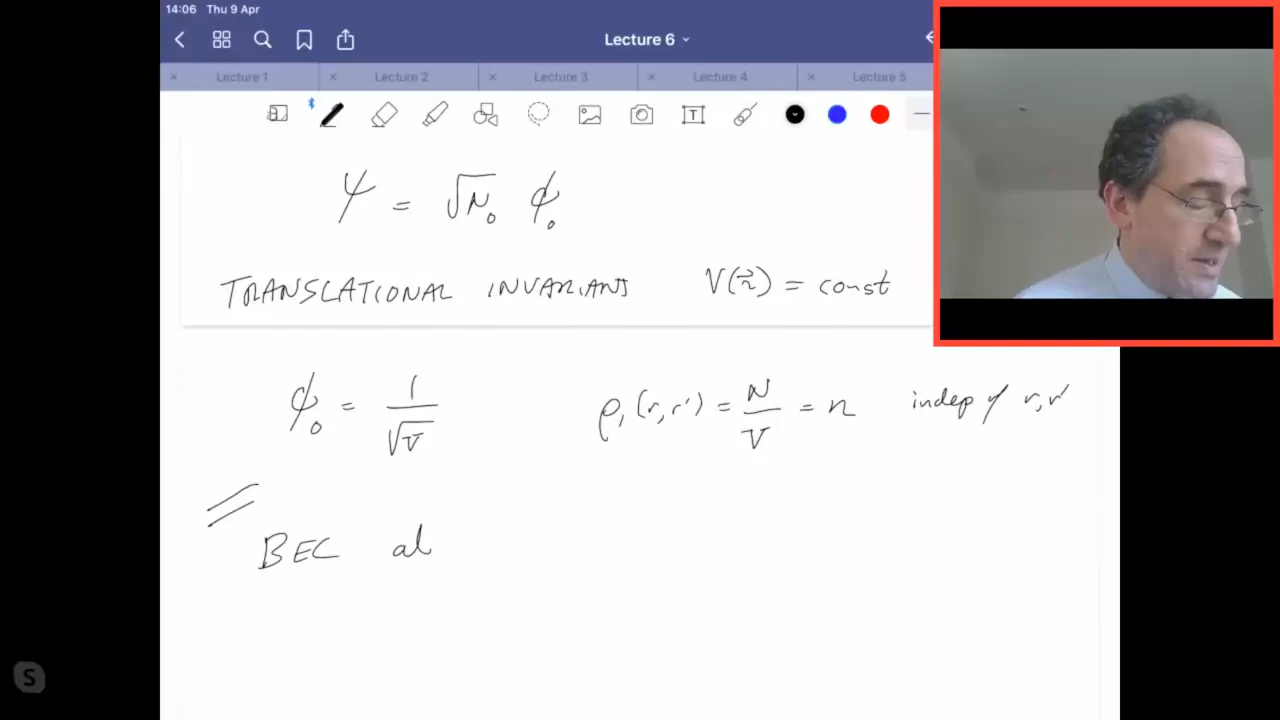 14:06 Thu 9 Apr
Lecture 6
Lecture 1 Lecture 2 Lecture 3 Lecture 4 Lecture 5
T
ψ = √N₀ ϕ₀
TRANSLATIONAL INVARIANS V(r⃗) = const
ϕ₀ = 1/√V ρ₁(r, r') = N/V = n indep of r, r'
BEC al
S